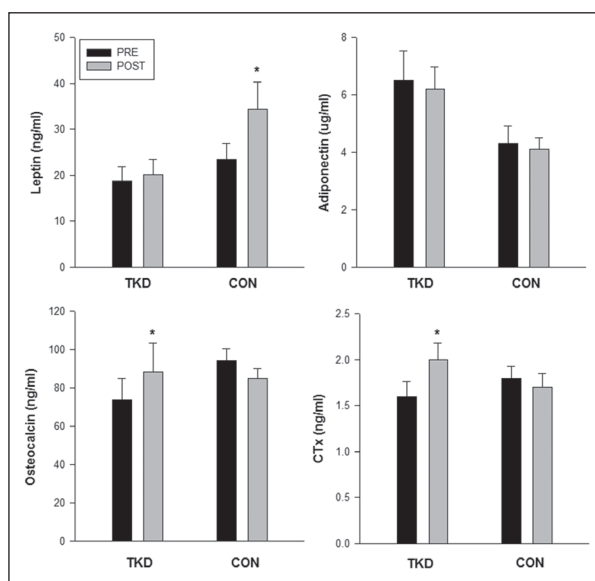 50
40
30
20
10
0
Leptin (ng/ml)
PRE
POST
*
TKD CON
8
6
4
2
0
Adiponectin (ug/ml)
TKD CON
120
100
80
60
40
20
0
Osteocalcin (ng/ml)
*
TKD CON
2.5
2.0
1.5
1.0
0.5
0.0
CTx (ng/ml)
*
TKD CON